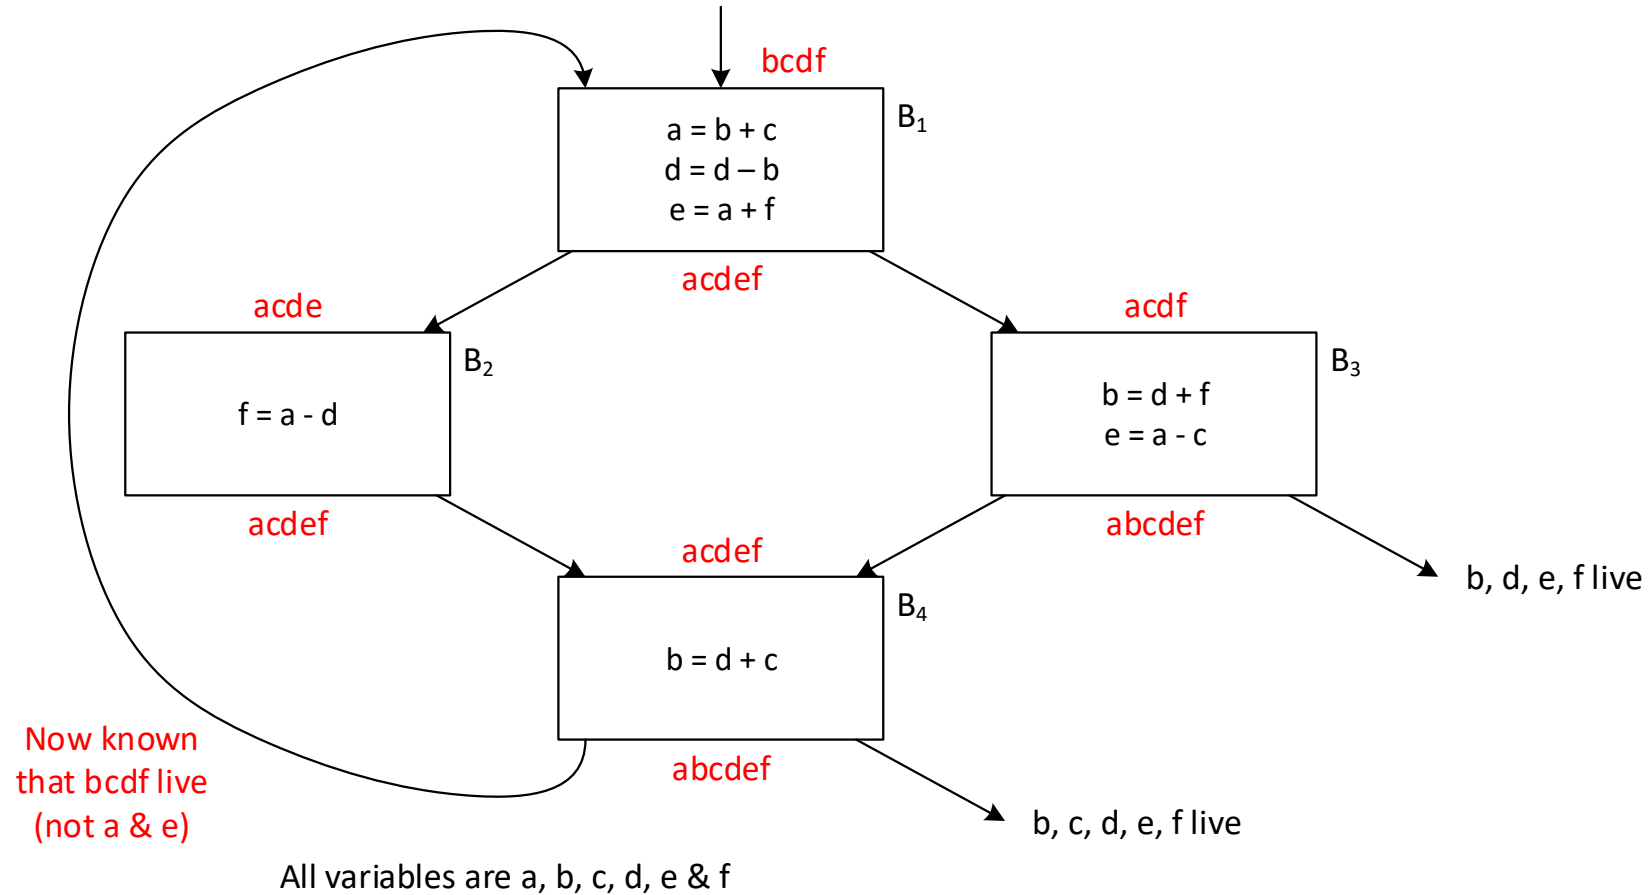 bcdf
B₁
a = b + c
d = d – b
e = a + f
acdef
acde
acdf
B₂
B₃
f = a - d
b = d + f
e = a - c
acdef
abcdef
acdef
b, d, e, f live
B₄
b = d + c
Now known
that bcdf live
(not a & e)
abcdef
b, c, d, e, f live
All variables are a, b, c, d, e & f